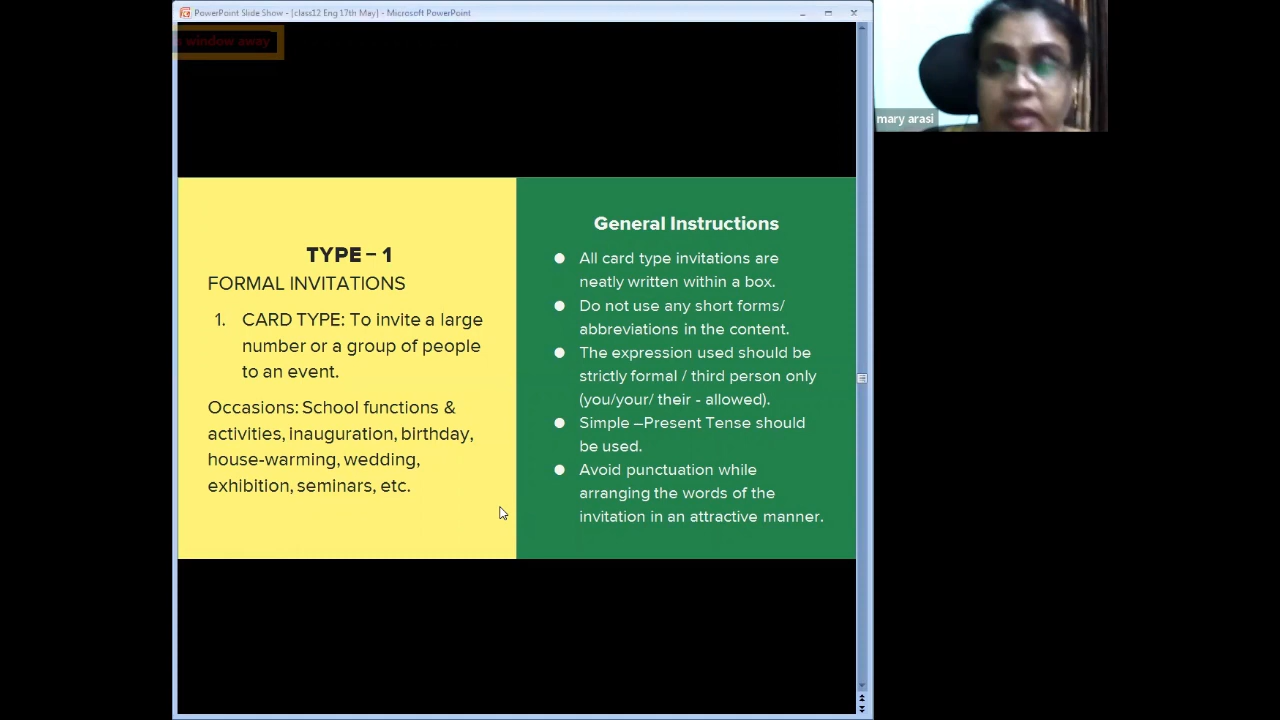 PowerPoint Slide Show - [class12 Eng 17th May] - Microsoft PowerPoint
window away
mary arasi
TYPE – 1
FORMAL INVITATIONS
1. CARD TYPE: To invite a large
number or a group of people
to an event.
Occasions: School functions &
activities, inauguration, birthday,
house-warming, wedding,
exhibition, seminars, etc.
General Instructions
● All card type invitations are
neatly written within a box.
● Do not use any short forms/
abbreviations in the content.
● The expression used should be
strictly formal / third person only
(you/your/ their - allowed).
● Simple –Present Tense should
be used.
● Avoid punctuation while
arranging the words of the
invitation in an attractive manner.